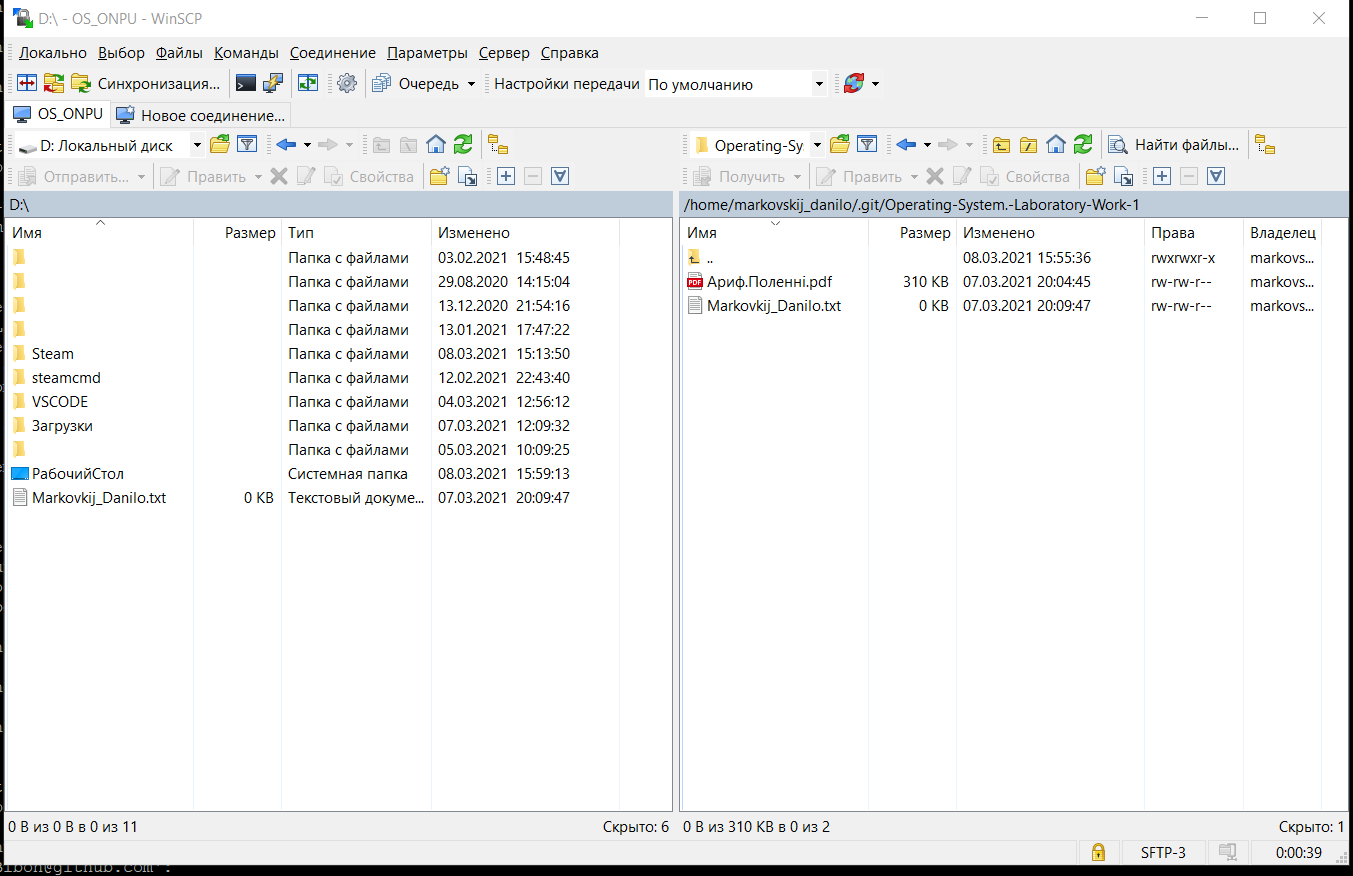 D:\ - OS_ONPU - WinSCP
Локально Выбор Файлы Команды Соединение Параметры Сервер Справка
Синхронизация... Очередь Настройки передачи По умолчанию
OS_ONPU Новое соединение...
D: Локальный диск
Отправить... Править Свойства
D:\
Имя Размер Тип Изменено
Папка с файлами 03.02.2021 15:48:45
Папка с файлами 29.08.2020 14:15:04
Папка с файлами 13.12.2020 21:54:16
Папка с файлами 13.01.2021 17:47:22
Steam Папка с файлами 08.03.2021 15:13:50
steamcmd Папка с файлами 12.02.2021 22:43:40
VSCODE Папка с файлами 04.03.2021 12:56:12
Загрузки Папка с файлами 07.03.2021 12:09:32
Папка с файлами 05.03.2021 10:09:25
РабочийСтол Системная папка 08.03.2021 15:59:13
Markovkij_Danilo.txt 0 KB Текстовый докуме... 07.03.2021 20:09:47
0 B из 0 B в 0 из 11 Скрыто: 6
Operating-Sy Найти файлы...
Получить Править Свойства
/home/markovskij_danilo/.git/Operating-System.-Laboratory-Work-1
Имя Размер Изменено Права Владелец
.. 08.03.2021 15:55:36 rwxrwxr-x markovs...
Ариф.Поленні.pdf 310 KB 07.03.2021 20:04:45 rw-rw-r-- markovs...
Markovkij_Danilo.txt 0 KB 07.03.2021 20:09:47 rw-rw-r-- markovs...
0 B из 310 KB в 0 из 2 Скрыто: 1
SFTP-3 0:00:39